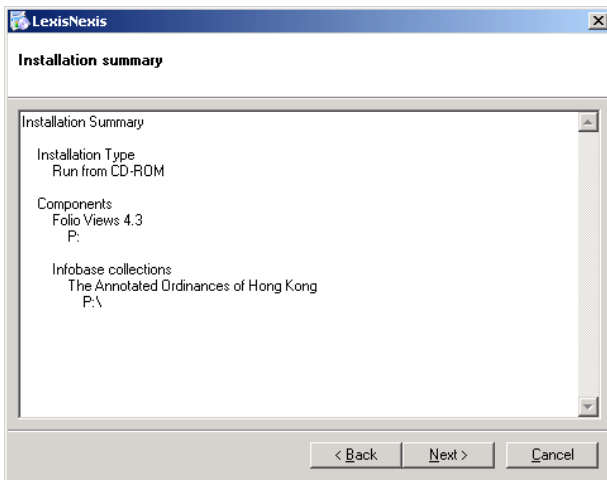 LexisNexis
Installation summary
Installation Summary
Installation Type
Run from CD-ROM
Components
Folio Views 4.3
P:
Infobase collections
The Annotated Ordinances of Hong Kong
P:\
< Back Next > Cancel